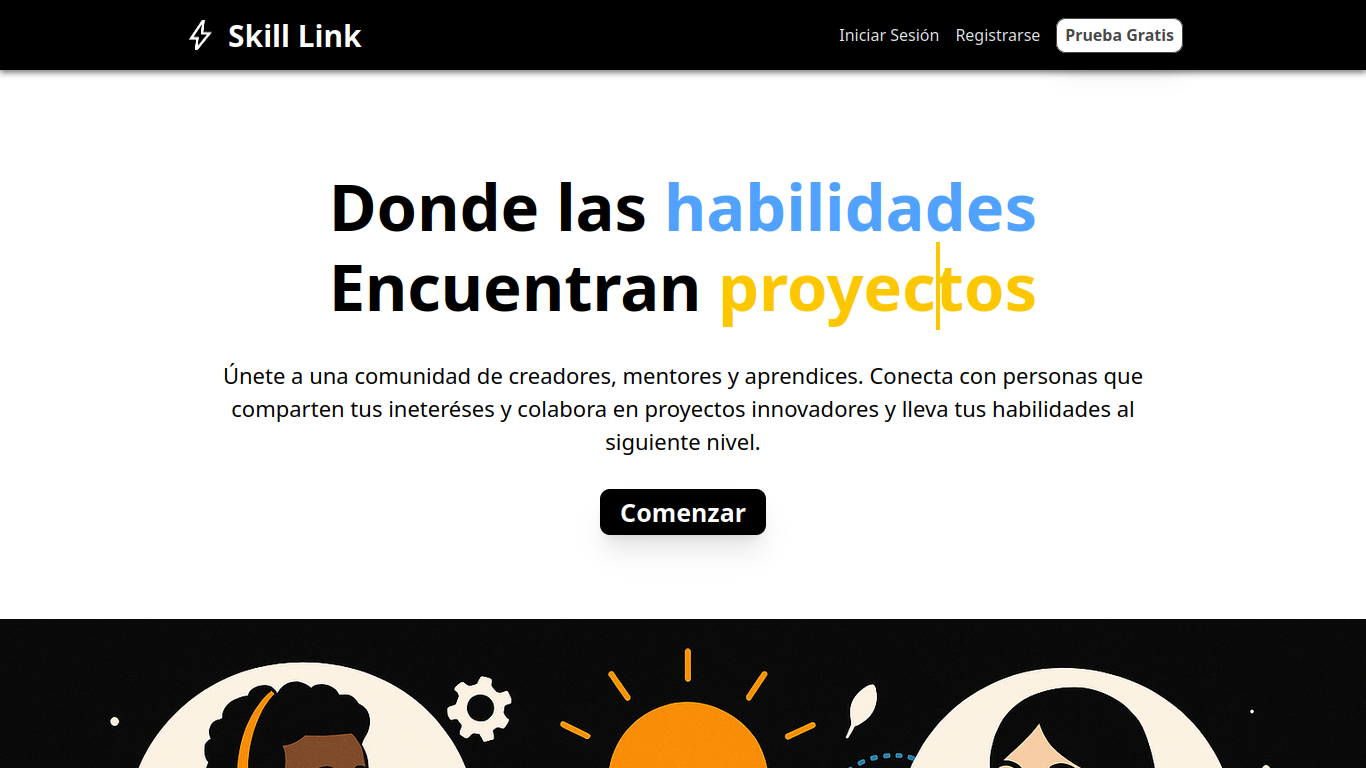 Skill Link
Iniciar Sesión
Registrarse
Prueba Gratis
Donde las habilidades
Encuentran proyectos
Únete a una comunidad de creadores, mentores y aprendices. Conecta con personas que
comparten tus ineteréses y colabora en proyectos innovadores y lleva tus habilidades al
siguiente nivel.
Comenzar